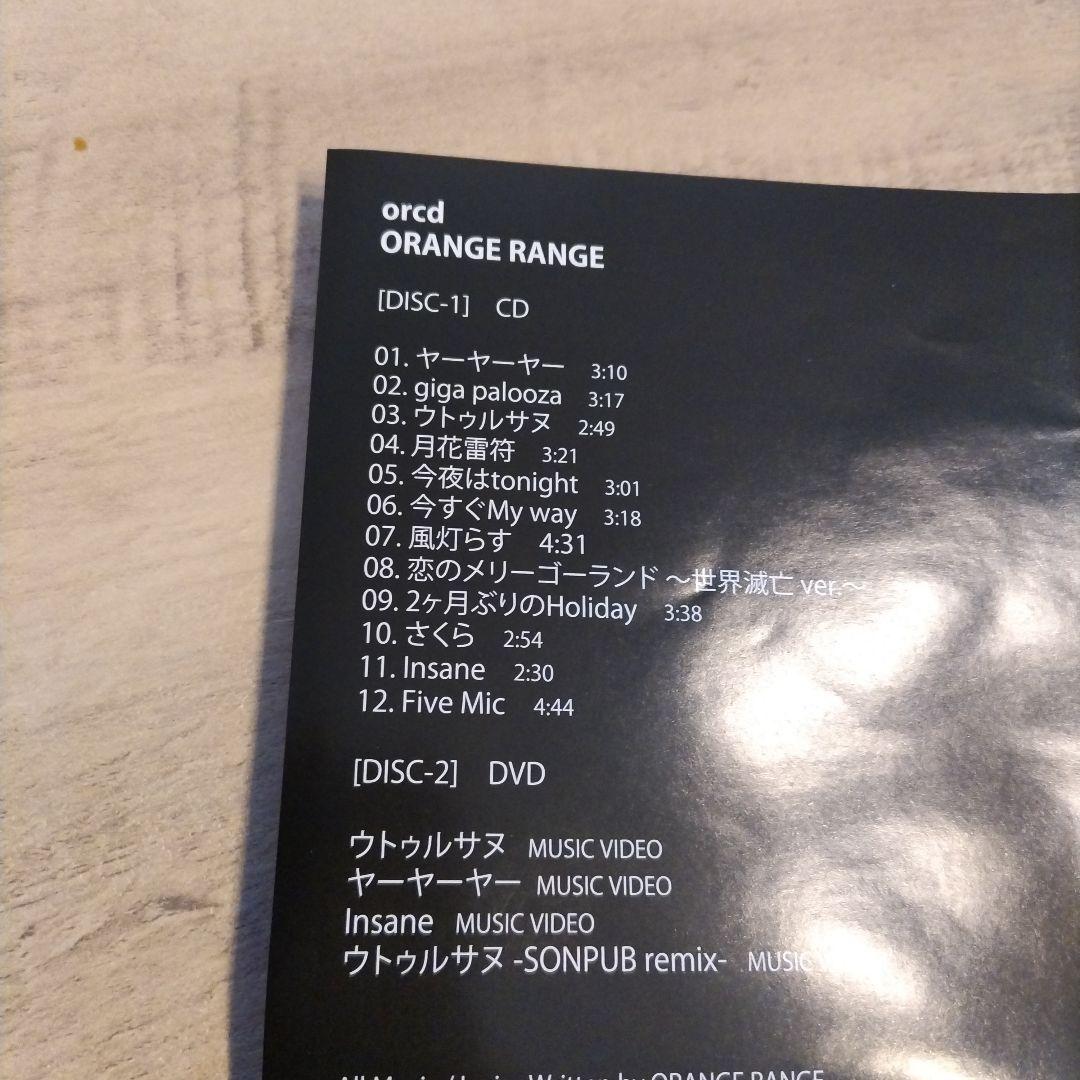 orcd
ORANGE RANGE
[DISC-1] CD
01. ヤーヤーヤー 3:10
02. giga palooza 3:17
03. ウトゥルサヌ 2:49
04. 月花雷符 3:21
05. 今夜はtonight 3:01
06. 今すぐMy way 3:18
07. 風灯らす 4:31
08. 恋のメリーゴーランド ～世界滅亡 ver.～
09. 2ヶ月ぶりのHoliday 3:38
10. さくら 2:54
11. Insane 2:30
12. Five Mic 4:44
[DISC-2] DVD
ウトゥルサヌ MUSIC VIDEO
ヤーヤーヤー MUSIC VIDEO
Insane MUSIC VIDEO
ウトゥルサヌ -SONPUB remix- MUSIC
Written by ORANGE RANGE